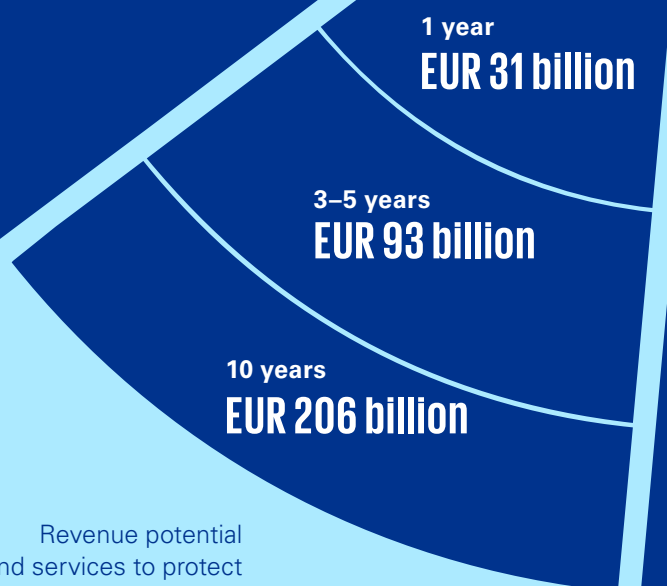 1 year
EUR 31 billion
3–5 years
EUR 93 billion
10 years
EUR 206 billion
Revenue potential
services to protect